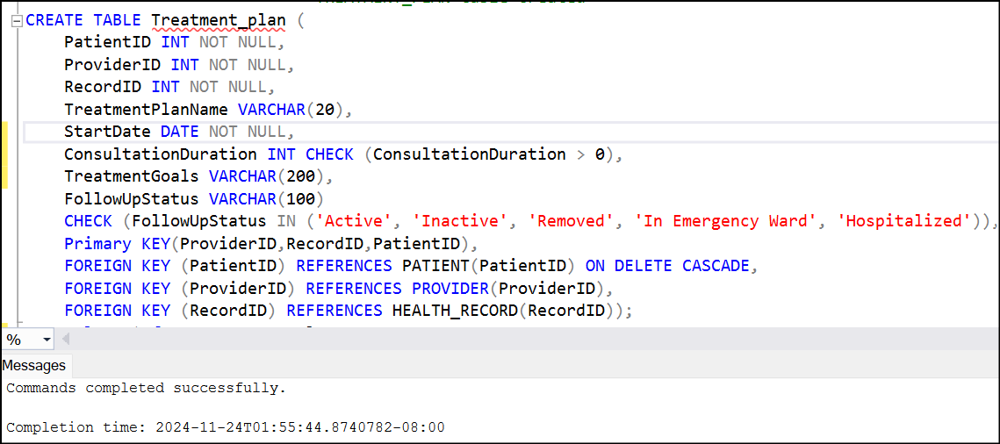 TREATMENT_PLAN table created
CREATE TABLE Treatment_plan (
PatientID INT NOT NULL,
ProviderID INT NOT NULL,
RecordID INT NOT NULL,
TreatmentPlanName VARCHAR(20),
StartDate DATE NOT NULL,
ConsultationDuration INT CHECK (ConsultationDuration > 0),
TreatmentGoals VARCHAR(200),
FollowUpStatus VARCHAR(100)
CHECK (FollowUpStatus IN ('Active', 'Inactive', 'Removed', 'In Emergency Ward', 'Hospitalized')),
Primary KEY(ProviderID,RecordID,PatientID),
FOREIGN KEY (PatientID) REFERENCES PATIENT(PatientID) ON DELETE CASCADE,
FOREIGN KEY (ProviderID) REFERENCES PROVIDER(ProviderID),
FOREIGN KEY (RecordID) REFERENCES HEALTH_RECORD(RecordID));
%
Messages
Commands completed successfully.
Completion time: 2024-11-24T01:55:44.8740782-08:00